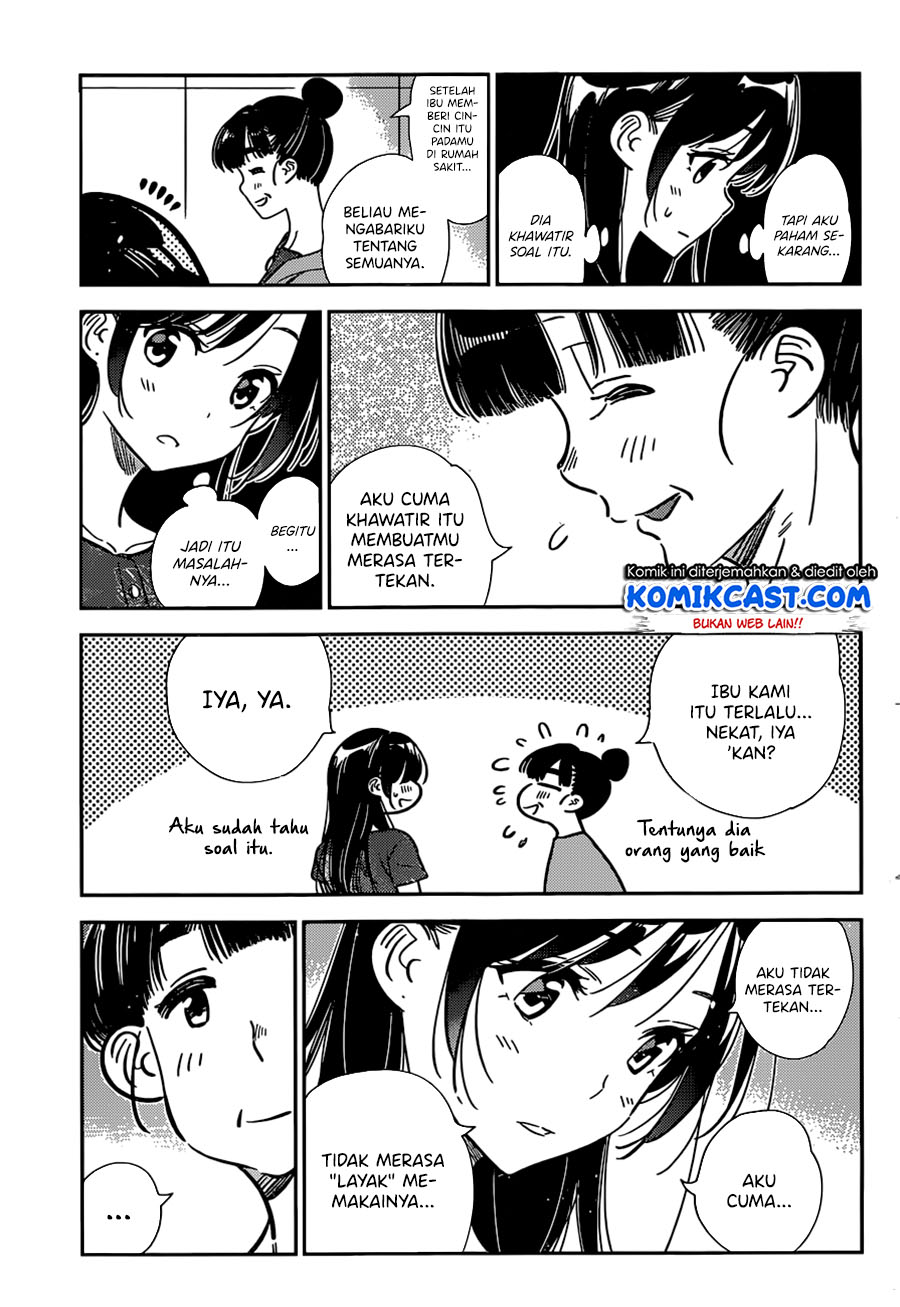 TAPI AKU
PAHAM SE-
KARANG...
DIA
KHAWATIR
SOAL ITU.
SETELAH
IBU MEM-
BERI CIN-
CIN ITU
PADAMU
DI RUMAH
SAKIT...
BELIAU ME-
NGABARIKU
TENTANG
SEMUANYA.
AKU CUMA
KHAWATIR ITU
MEMBUATMU
MERASA TER-
TEKAN.
BEGITU
...
JADI ITU
MASALAH-
NYA...
Komik ini diterjemahkan & diedit oleh
KOMIKCAST.COM
BUKAN WEB LAIN!!
IBU KAMI
ITU TERLALU...
NEKAT, IYA
'KAN?
Tentunya dia
orang yang baik
IYA, YA.
Aku sudah tahu
soal itu.
AKU TIDAK
MERASA TER-
TEKAN...
AKU
CUMA...
TIDAK MERASA
"LAYAK" ME-
MAKAINYA...
...